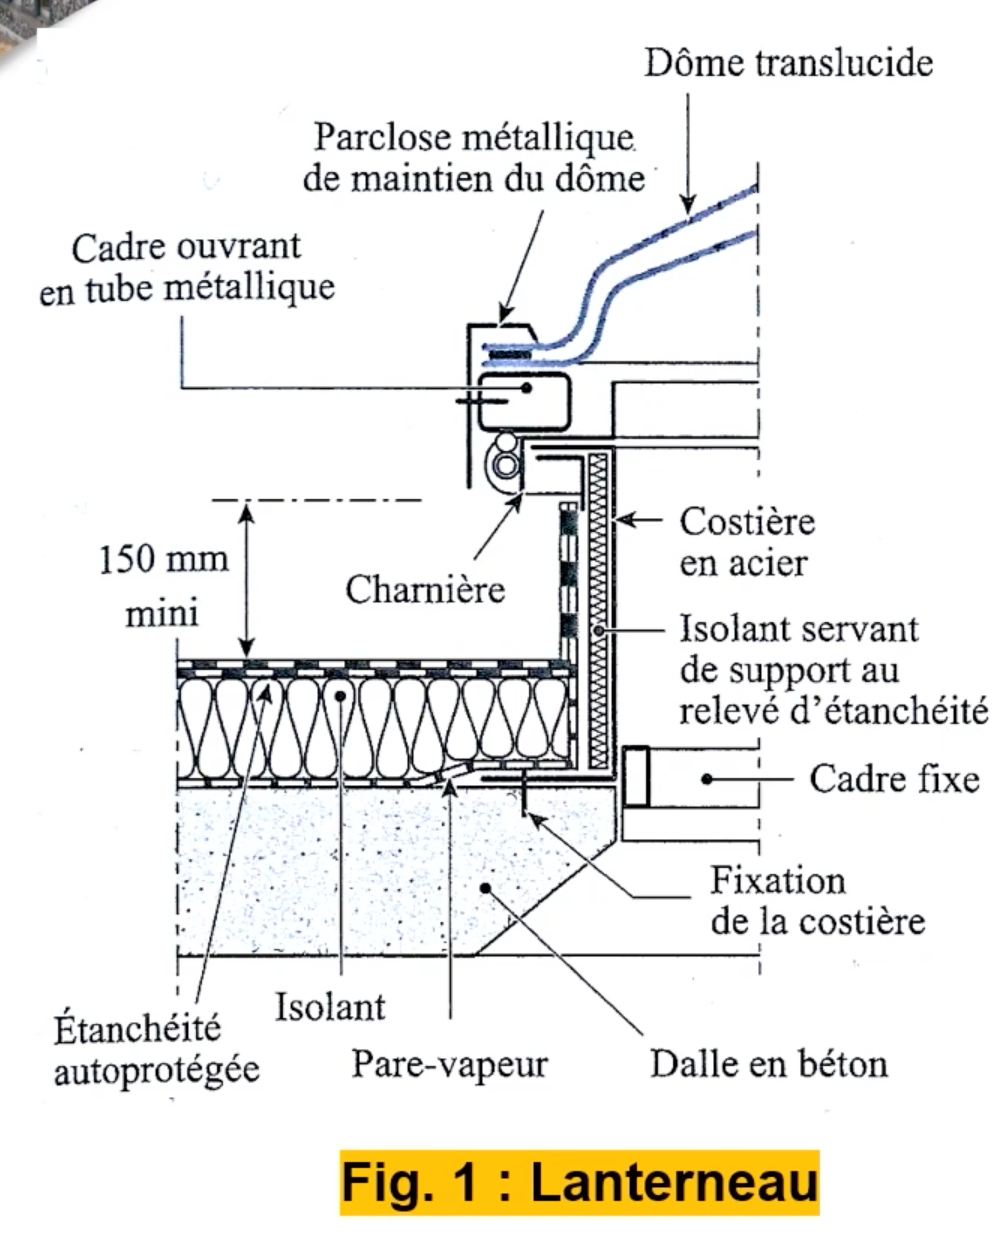 Dôme translucide
Parclose métallique
de maintien du dôme
Cadre ouvrant
en tube métallique
150 mm
mini
Charnière
Costière
en acier
Isolant servant
de support au
relevé d'étanchéité
Cadre fixe
Fixation
de la costière
Étanchéité
autoprotégée
Isolant
Pare-vapeur
Dalle en béton
Fig. 1 : Lanterneau